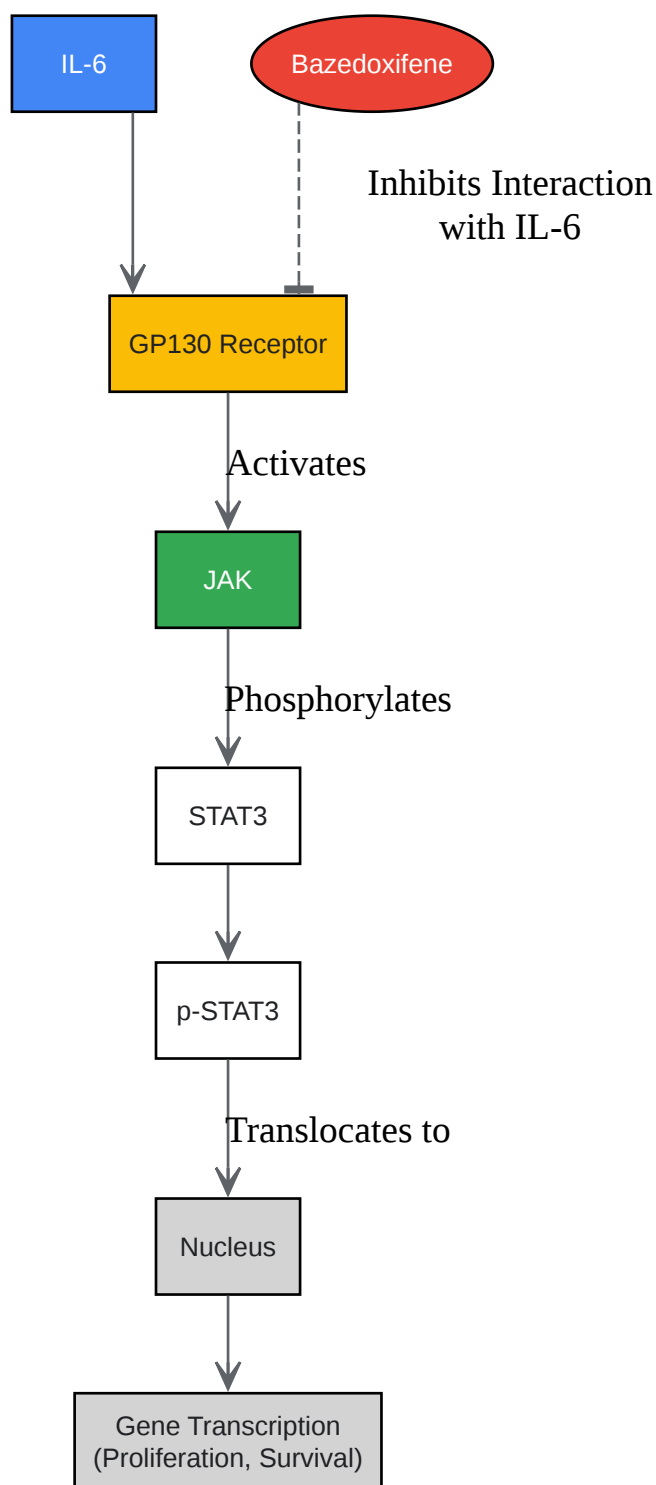 IL-6
Bazedoxifene
Inhibits Interaction
with IL-6
GP130 Receptor
Activates
JAK
Phosphorylates
STAT3
p-STAT3
Translocates to
Nucleus
Gene Transcription
(Proliferation, Survival)